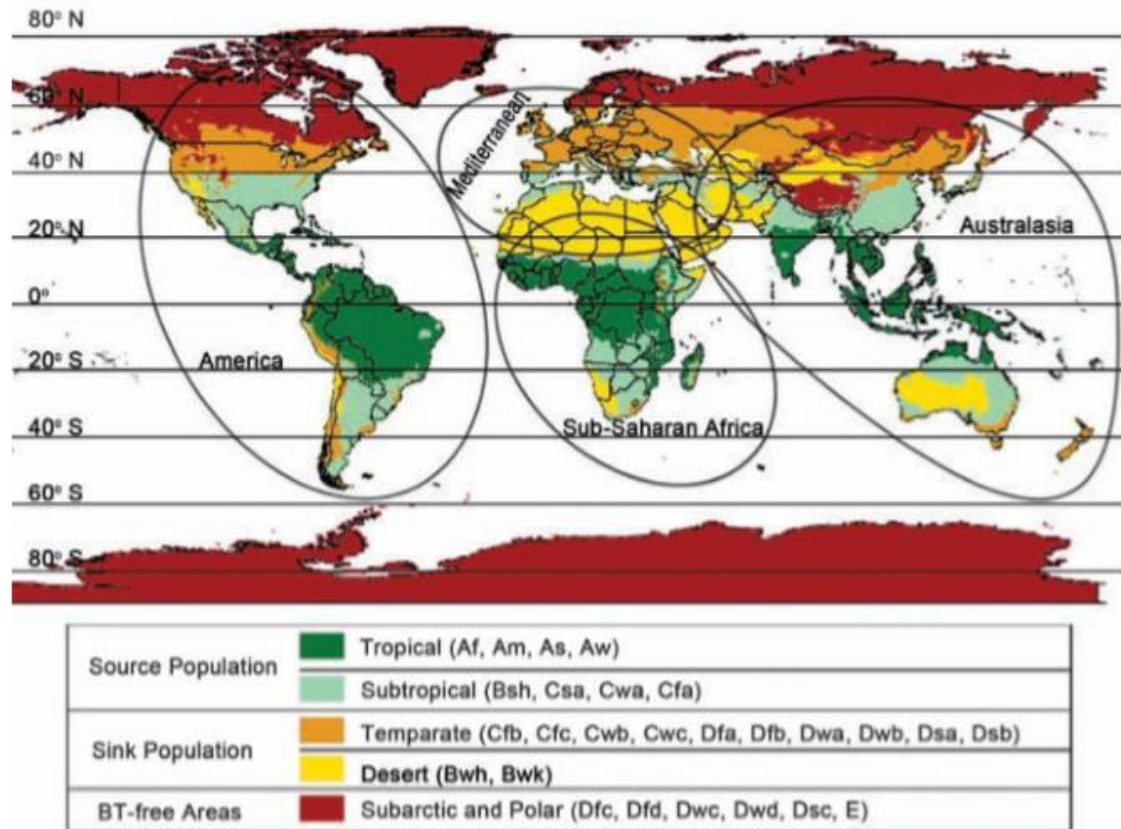 80° N
60° N
Mediterranean
40° N
20° N
Australasia
0°
America
20° S
Sub-Saharan Africa
40° S
60° S
80° S
Source Population
Tropical (Af, Am, As, Aw)
Subtropical (Bsh, Csa, Cwa, Cfa)
Sink Population
Temparate (Cfb, Cfc, Cwb, Cwc, Dfa, Dfb, Dwa, Dwb, Dsa, Dsb)
Desert (Bwh, Bwk)
BT-free Areas
Subarctic and Polar (Dfc, Dfd, Dwc, Dwd, Dsc, E)